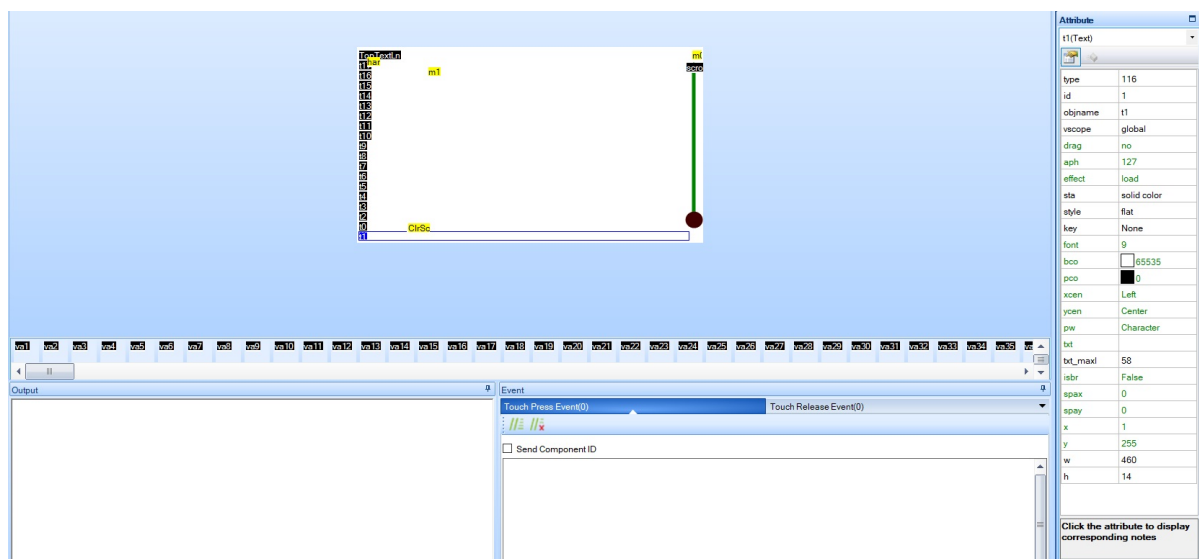 Attribute
t1(Text)
type 116
id 1
objname t1
vscope global
drag no
aph 127
effect load
sta solid color
style flat
key None
font 9
bco 65535
pco 0
xcen Left
ycen Center
pw Character
txt
txt_maxl 58
isbr False
spax 0
spay 0
x 1
y 255
w 460
h 14
Click the attribute to display
corresponding notes
TopTextLn
har
m1
scro
t16
t15
t14
t13
t12
t11
t10
t9
t8
t7
t6
t5
t4
t3
t2
t0
ClrSc
t1
va1 va2 va3 va4 va5 va6 va7 va8 va9 va10 va11 va12 va13 va14 va15 va16 va17 va18 va19 va20 va21 va22 va23 va24 va25 va26 va27 va28 va29 va30 va31 va32 va33 va34 va35
Output
Event
Touch Press Event(0) Touch Release Event(0)
Send Component ID